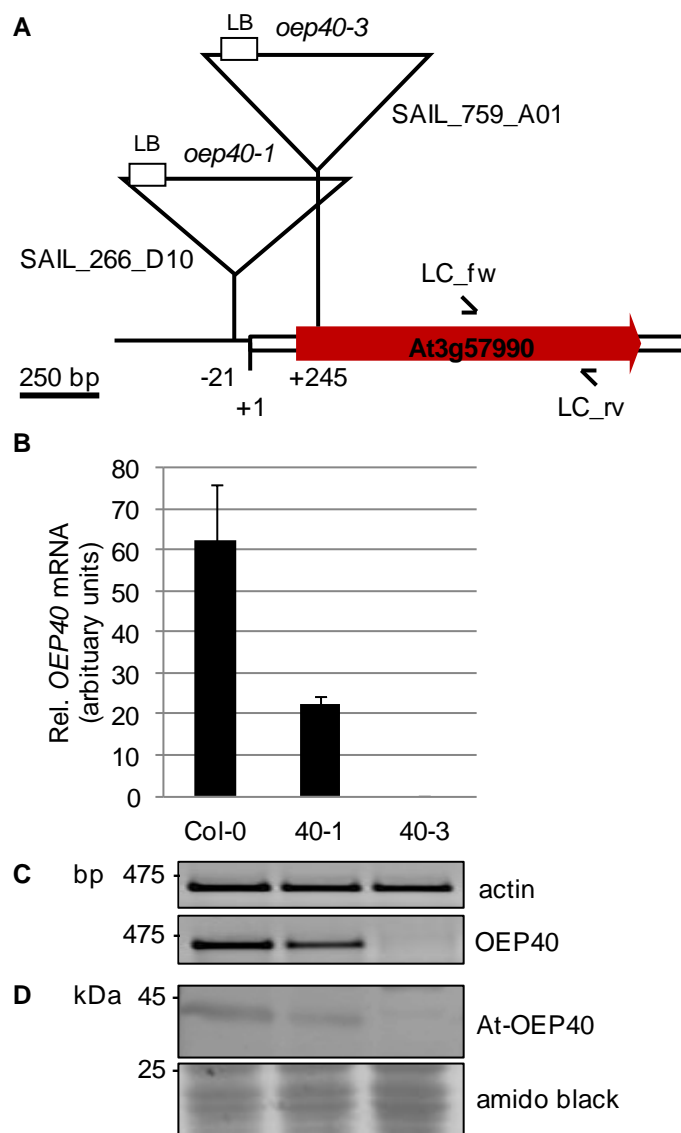 A
LB
oep40-3
SAIL_759_A01
LB
oep40-1
SAIL_266_D10
LC_fw
At3g57990
250 bp
-21
+245
+1
LC_rv
B
Rel. OEP40 mRNA
(arbituary units)
80
70
60
50
40
30
20
10
0
Col-0 40-1 40-3
C bp 475 actin
475 OEP40
D kDa 45 At-OEP40
25 amido black